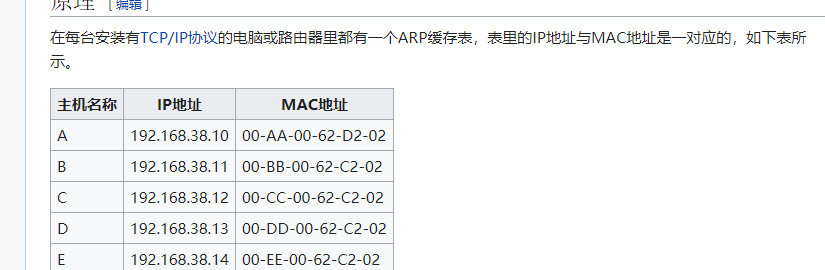 原理 [ 编辑 ]
在每台安装有TCP/IP协议的电脑或路由器里都有一个ARP缓存表，表里的IP地址与MAC地址是一对应的，如下表所
示。
主机名称 IP地址 MAC地址
A 192.168.38.10 00-AA-00-62-D2-02
B 192.168.38.11 00-BB-00-62-C2-02
C 192.168.38.12 00-CC-00-62-C2-02
D 192.168.38.13 00-DD-00-62-C2-02
E 192.168.38.14 00-EE-00-62-C2-02